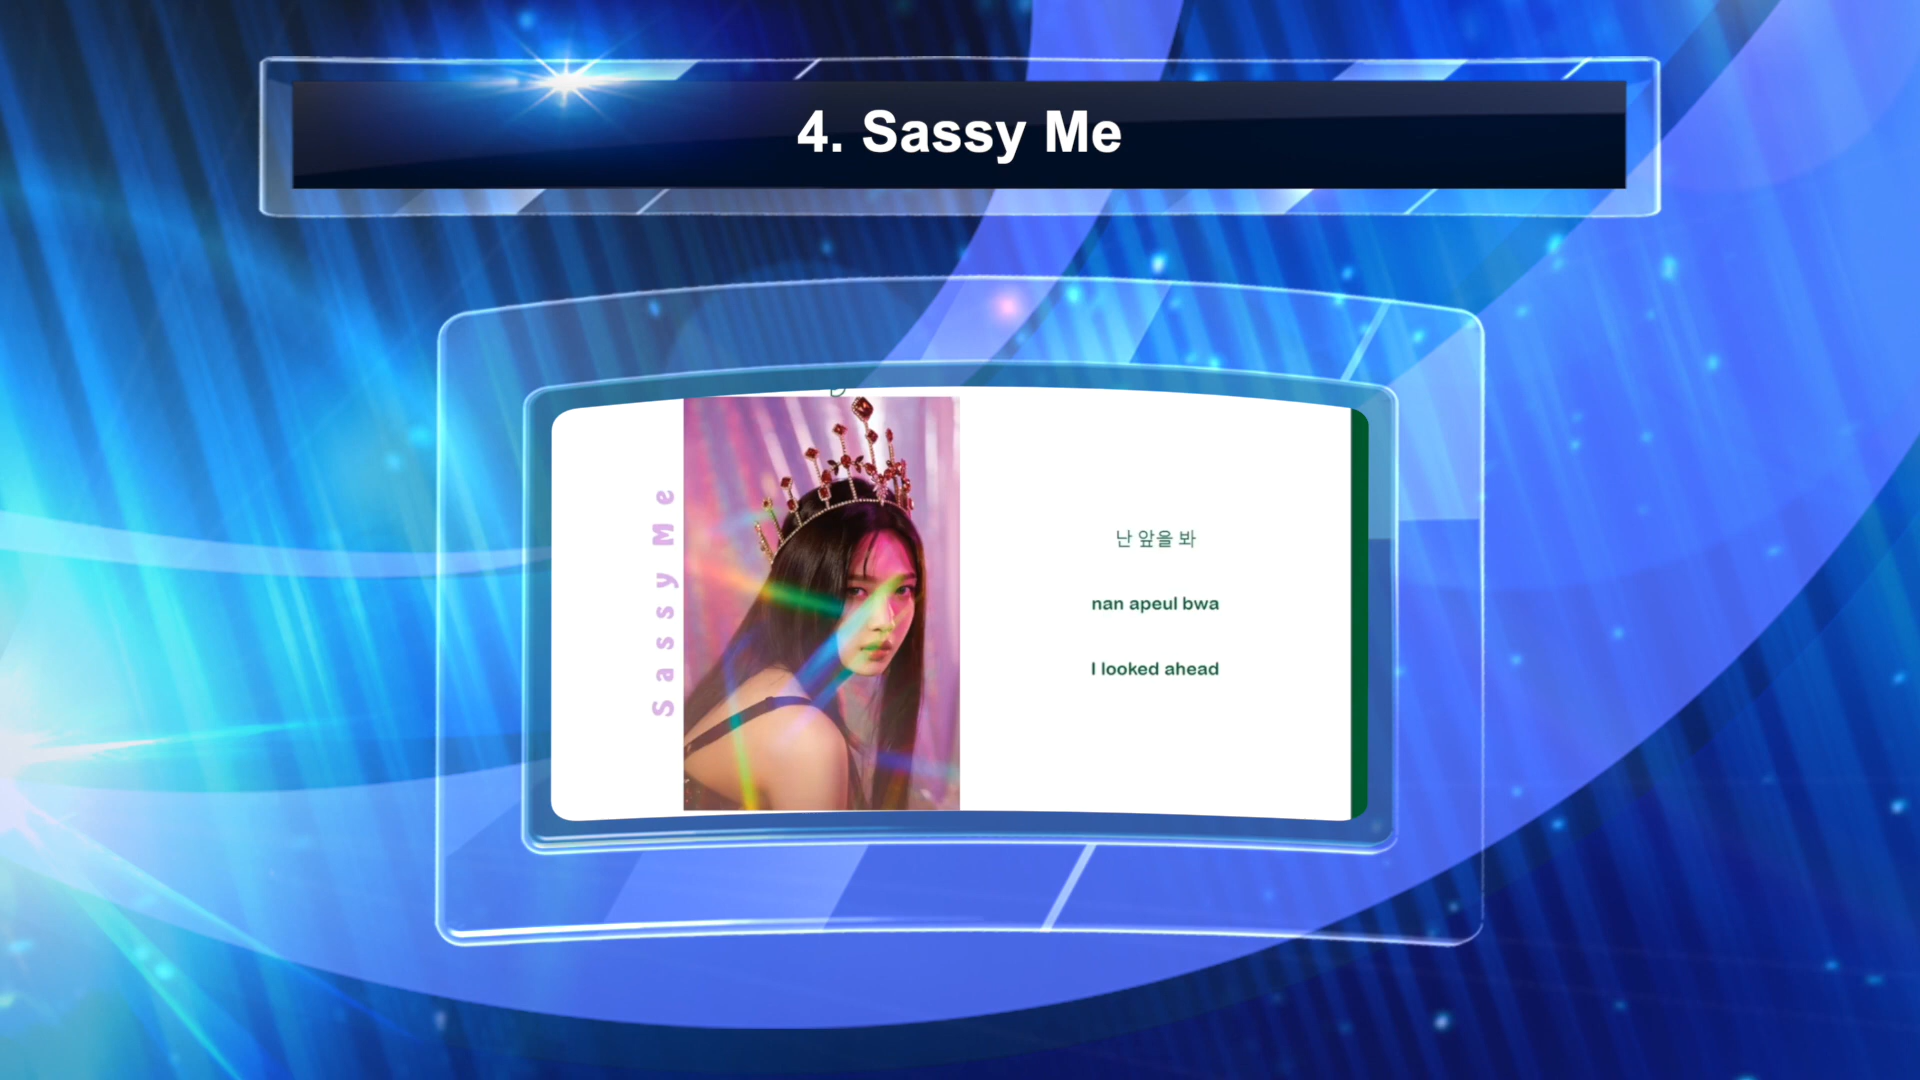 4. Sassy Me
Sassy Me
난 앞을 봐
nan apeul bwa
I looked ahead